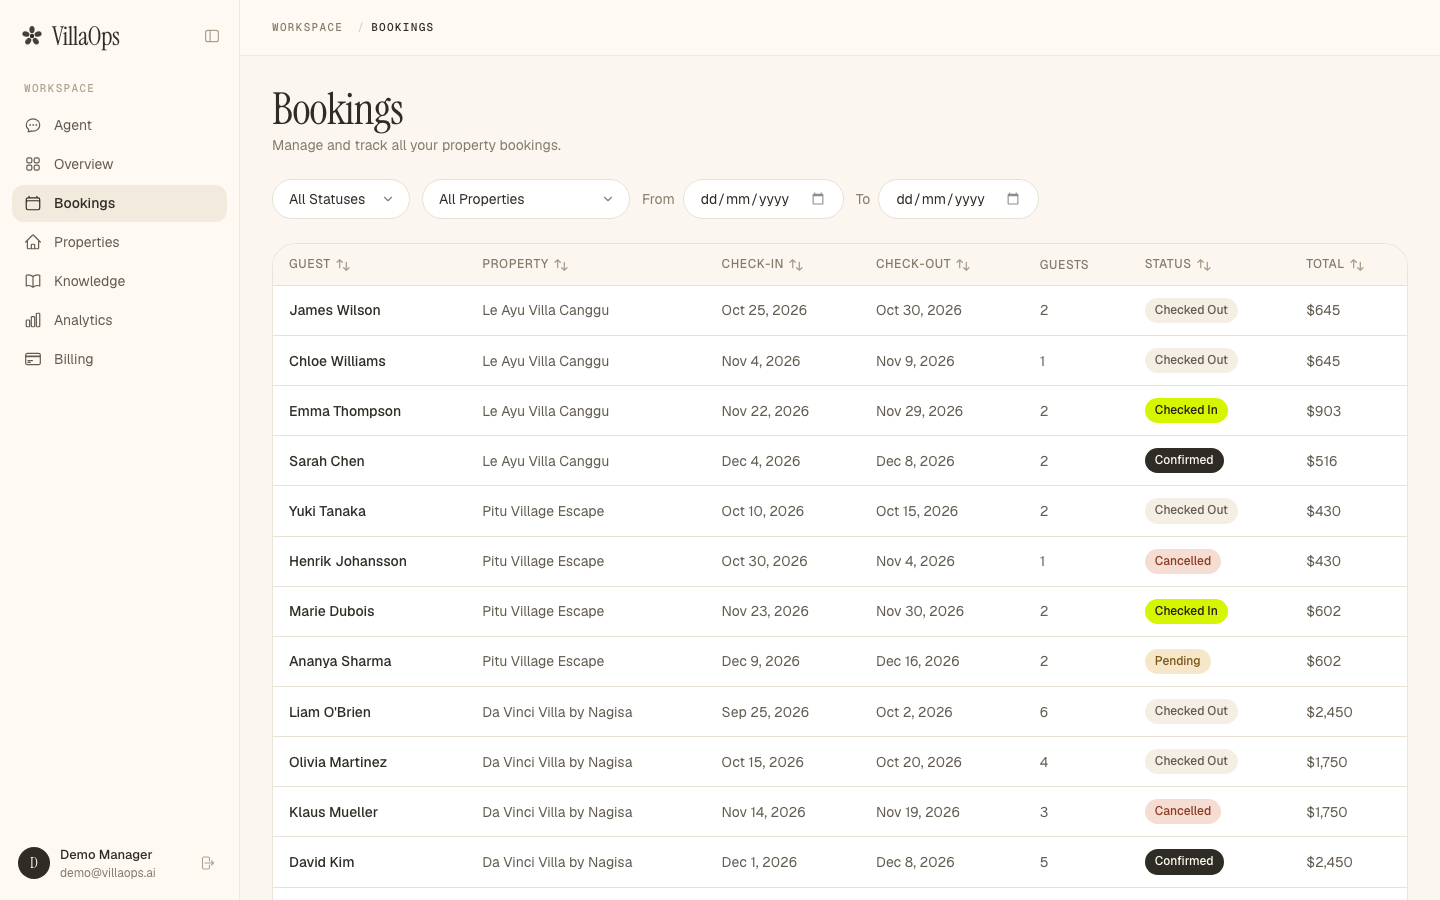 VillaOps
WORKSPACE / BOOKINGS
WORKSPACE
Agent
Overview
Bookings
Properties
Knowledge
Analytics
Billing
D
Demo Manager
demo@villaops.ai
Bookings
Manage and track all your property bookings.
All Statuses All Properties From dd/mm/yyyy To dd/mm/yyyy
GUEST PROPERTY CHECK-IN CHECK-OUT GUESTS STATUS TOTAL
James Wilson Le Ayu Villa Canggu Oct 25, 2026 Oct 30, 2026 2 Checked Out $645
Chloe Williams Le Ayu Villa Canggu Nov 4, 2026 Nov 9, 2026 1 Checked Out $645
Emma Thompson Le Ayu Villa Canggu Nov 22, 2026 Nov 29, 2026 2 Checked In $903
Sarah Chen Le Ayu Villa Canggu Dec 4, 2026 Dec 8, 2026 2 Confirmed $516
Yuki Tanaka Pitu Village Escape Oct 10, 2026 Oct 15, 2026 2 Checked Out $430
Henrik Johansson Pitu Village Escape Oct 30, 2026 Nov 4, 2026 1 Cancelled $430
Marie Dubois Pitu Village Escape Nov 23, 2026 Nov 30, 2026 2 Checked In $602
Ananya Sharma Pitu Village Escape Dec 9, 2026 Dec 16, 2026 2 Pending $602
Liam O'Brien Da Vinci Villa by Nagisa Sep 25, 2026 Oct 2, 2026 6 Checked Out $2,450
Olivia Martinez Da Vinci Villa by Nagisa Oct 15, 2026 Oct 20, 2026 4 Checked Out $1,750
Klaus Mueller Da Vinci Villa by Nagisa Nov 14, 2026 Nov 19, 2026 3 Cancelled $1,750
David Kim Da Vinci Villa by Nagisa Dec 1, 2026 Dec 8, 2026 5 Confirmed $2,450